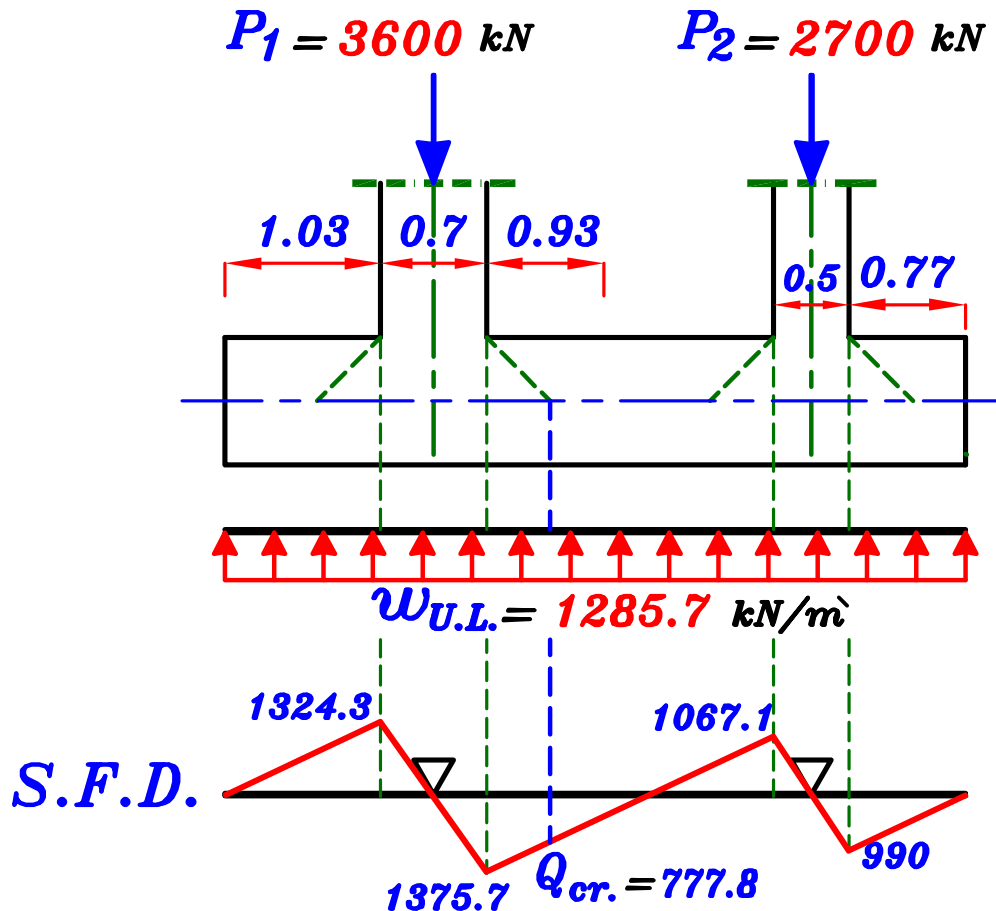 P1 = 3600 kN P2 = 2700 kN
1.03 0.7 0.93 0.5 0.77
wU.L. = 1285.7 kN/m`
1324.3 1067.1
S.F.D.
1375.7 Qcr. = 777.8 990